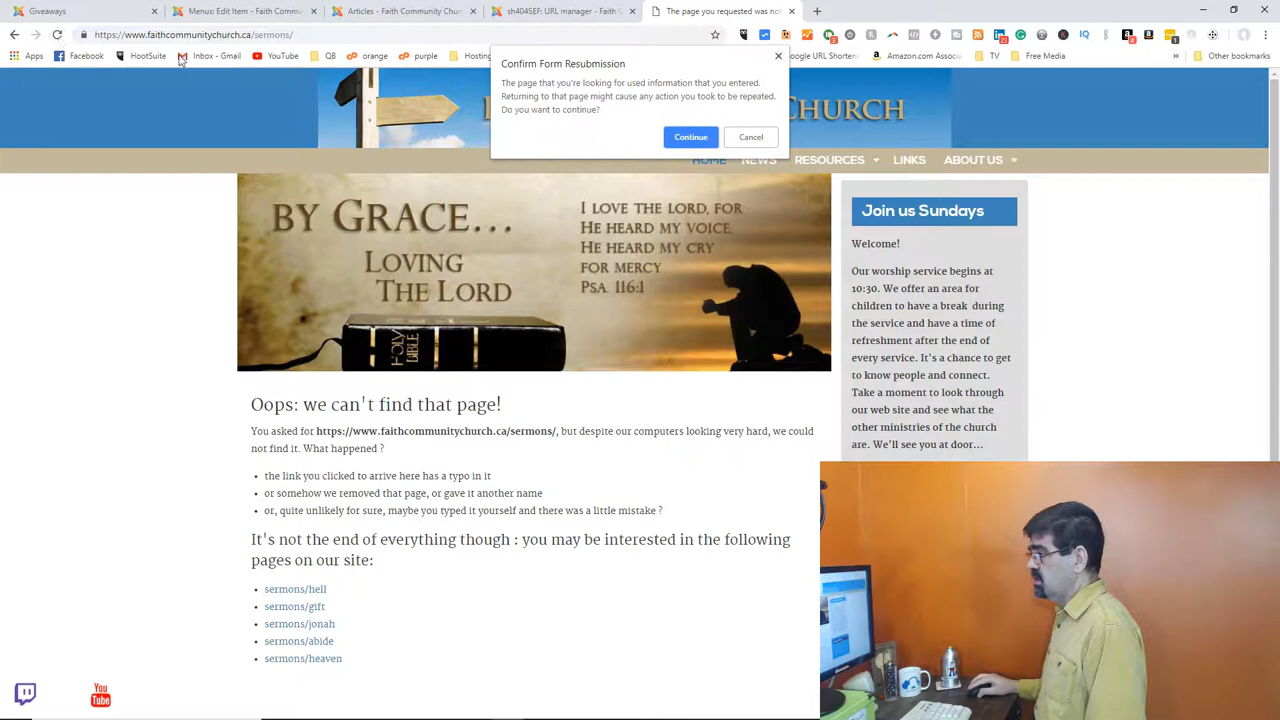 Giveaways
Menus: Edit Item - Faith Commu
Articles - Faith Community Chur
sh404SEF: URL manager - Faith C
The page you requested was not
https://www.faithcommunitychurch.ca/sermons/
Apps
Facebook
HootSuite
Inbox - Gmail
YouTube
QB
orange
purple
Hosting
Google URL Shortene
Amazon.com Associ
TV
Free Media
Other bookmarks
Confirm Form Resubmission
The page that you're looking for used information that you entered.
Returning to that page might cause any action you took to be repeated.
Do you want to continue?
Continue
Cancel
CHURCH
HOME
NEWS
RESOURCES
LINKS
ABOUT US
BY GRACE...
LOVING
THE LORD
I LOVE THE LORD, FOR
HE HEARD MY VOICE,
HE HEARD MY CRY
FOR MERCY
PSA. 116:1
HOLY
BIBLE
Join us Sundays
Welcome!
Our worship service begins at
10:30. We offer an area for
children to have a break during
the service and have a time of
refreshment after the end of
every service. It's a chance to get
to know people and connect.
Take a moment to look through
our web site and see what the
other ministries of the church
are. We'll see you at door...
Oops: we can't find that page!
You asked for https://www.faithcommunitychurch.ca/sermons/, but despite our computers looking very hard, we could
not find it. What happened ?
• the link you clicked to arrive here has a typo in it
• or somehow we removed that page, or gave it another name
• or, quite unlikely for sure, maybe you typed it yourself and there was a little mistake ?
It's not the end of everything though : you may be interested in the following
pages on our site:
• sermons/hell
• sermons/gift
• sermons/jonah
• sermons/abide
• sermons/heaven
You
Tube